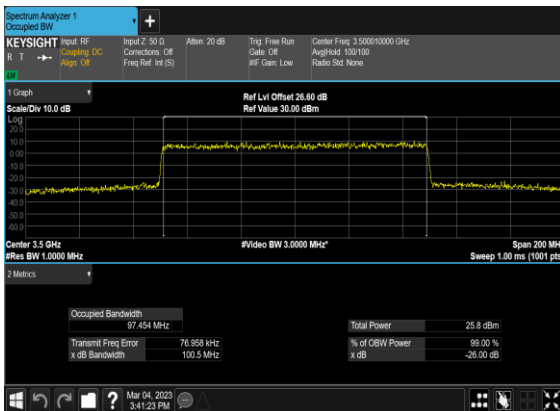 Spectrum Analyzer 1
Occupied BW
+
KEYSIGHT
R T
LV
Input: RF
Coupling: DC
Align: Off
Input Z: 50 Ω
Corrections: Off
Freq Ref: Int (S)
Atten: 20 dB
Trig: Free Run
Gate: Off
#IF Gain: Low
Center Freq: 3.500010000 GHz
Avg|Hold: 100/100
Radio Std: None
1 Graph
Scale/Div 10.0 dB
Ref Lvl Offset 26.60 dB
Ref Value 30.00 dBm
Log
20.0
10.0
0.00
-10.0
-20.0
-30.0
-40.0
-50.0
-60.0
Center 3.5 GHz
#Res BW 1.0000 MHz
#Video BW 3.0000 MHz*
Span 200 MH
Sweep 1.00 ms (1001 pts
2 Metrics
Occupied Bandwidth
97.454 MHz
Transmit Freq Error 76.958 kHz
x dB Bandwidth 100.5 MHz
Total Power 25.8 dBm
% of OBW Power 99.00 %
x dB -26.00 dB
?
Mar 04, 2023
3:41:23 PM